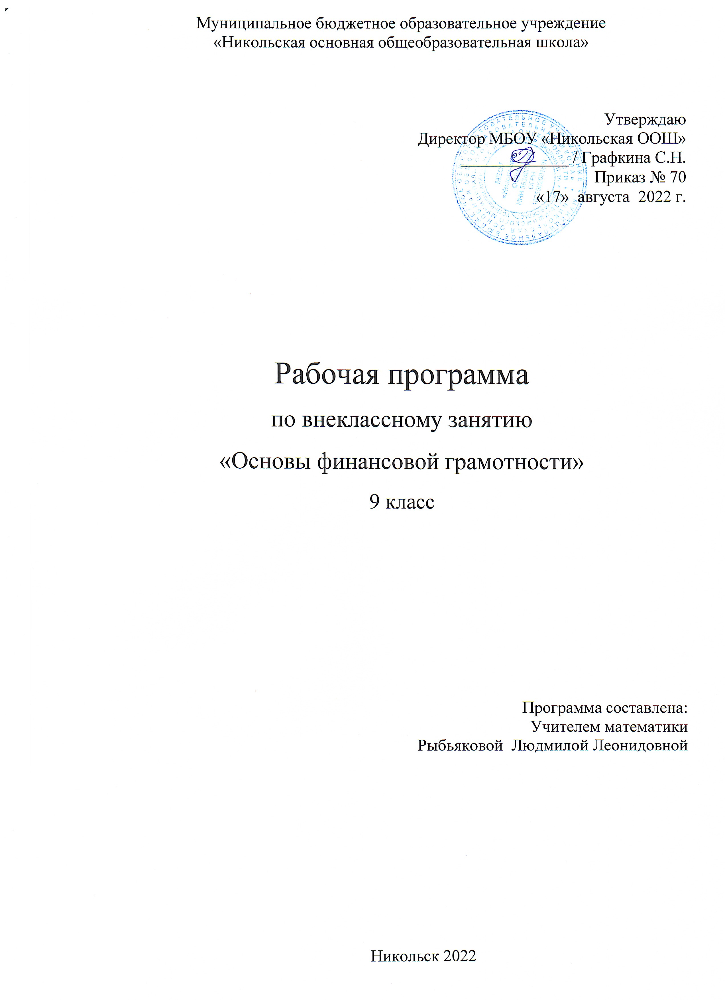 Муниципальное бюджетное образовательное учреждение
«Никольская основная общеобразовательная школа»
Утверждаю
Директор МБОУ «Никольская ООШ»
/ Графкина С.Н.
Приказ № 70
«17» августа 2022 г.
Рабочая программа
по внеклассному занятию
«Основы финансовой грамотности»
9 класс
Программа составлена:
Учителем математики
Рыбьяковой Людмилой Леонидовной
Никольск 2022